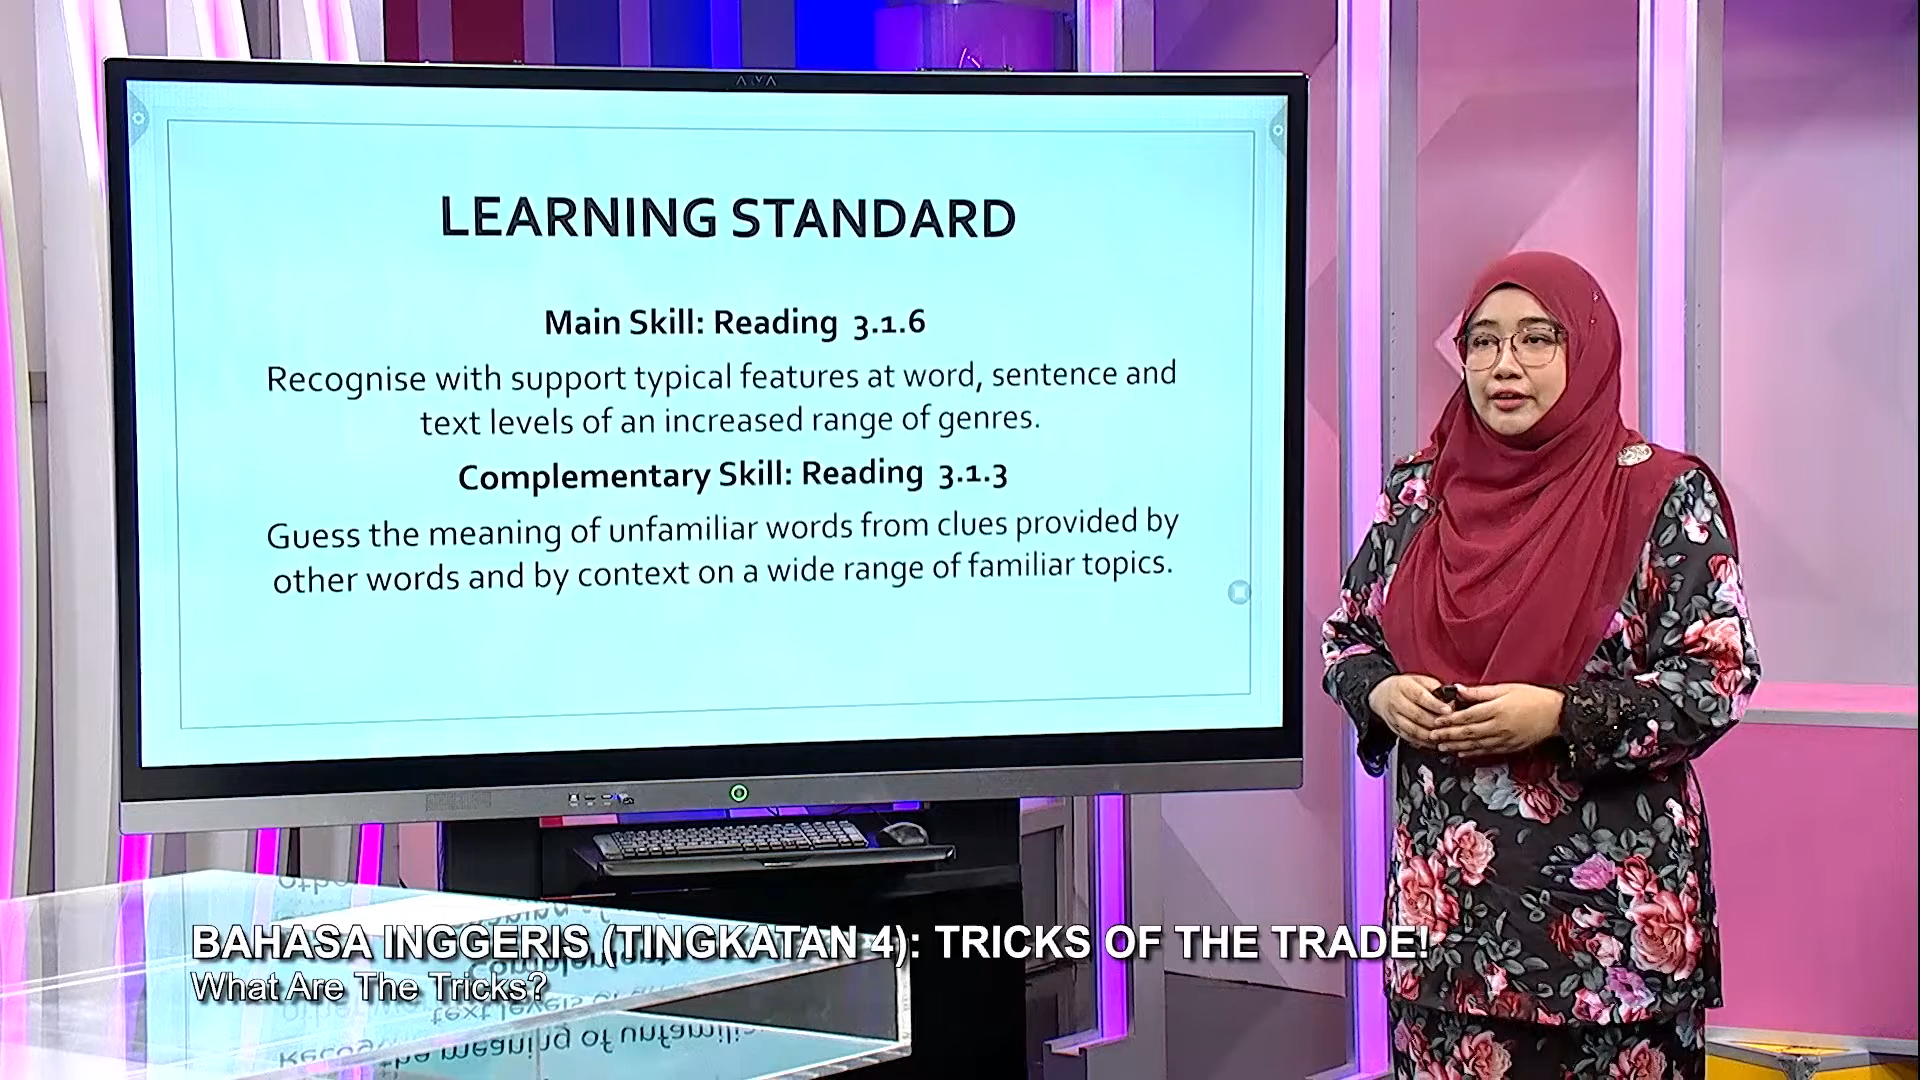 LEARNING STANDARD
Main Skill: Reading 3.1.6
Recognise with support typical features at word, sentence and
text levels of an increased range of genres.
Complementary Skill: Reading 3.1.3
Guess the meaning of unfamiliar words from clues provided by
other words and by context on a wide range of familiar topics.
BAHASA INGGERIS (TINGKATAN 4): TRICKS OF THE TRADE!
What Are The Tricks?